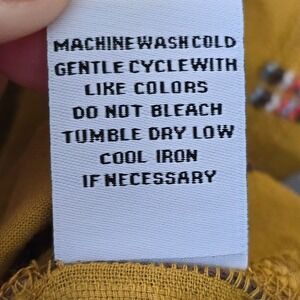 MACHINE WASH COLD
GENTLE CYCLE WITH
LIKE COLORS
DO NOT BLEACH
TUMBLE DRY LOW
COOL IRON
IF NECESSARY